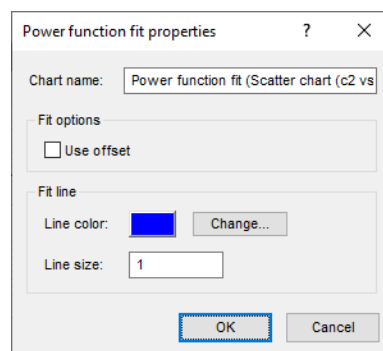 Power function fit properties ?
Chart name: Power function fit (Scatter chart (c2 vs
Fit options
Use offset
Fit line
Line color: Change...
Line size: 1
OK Cancel